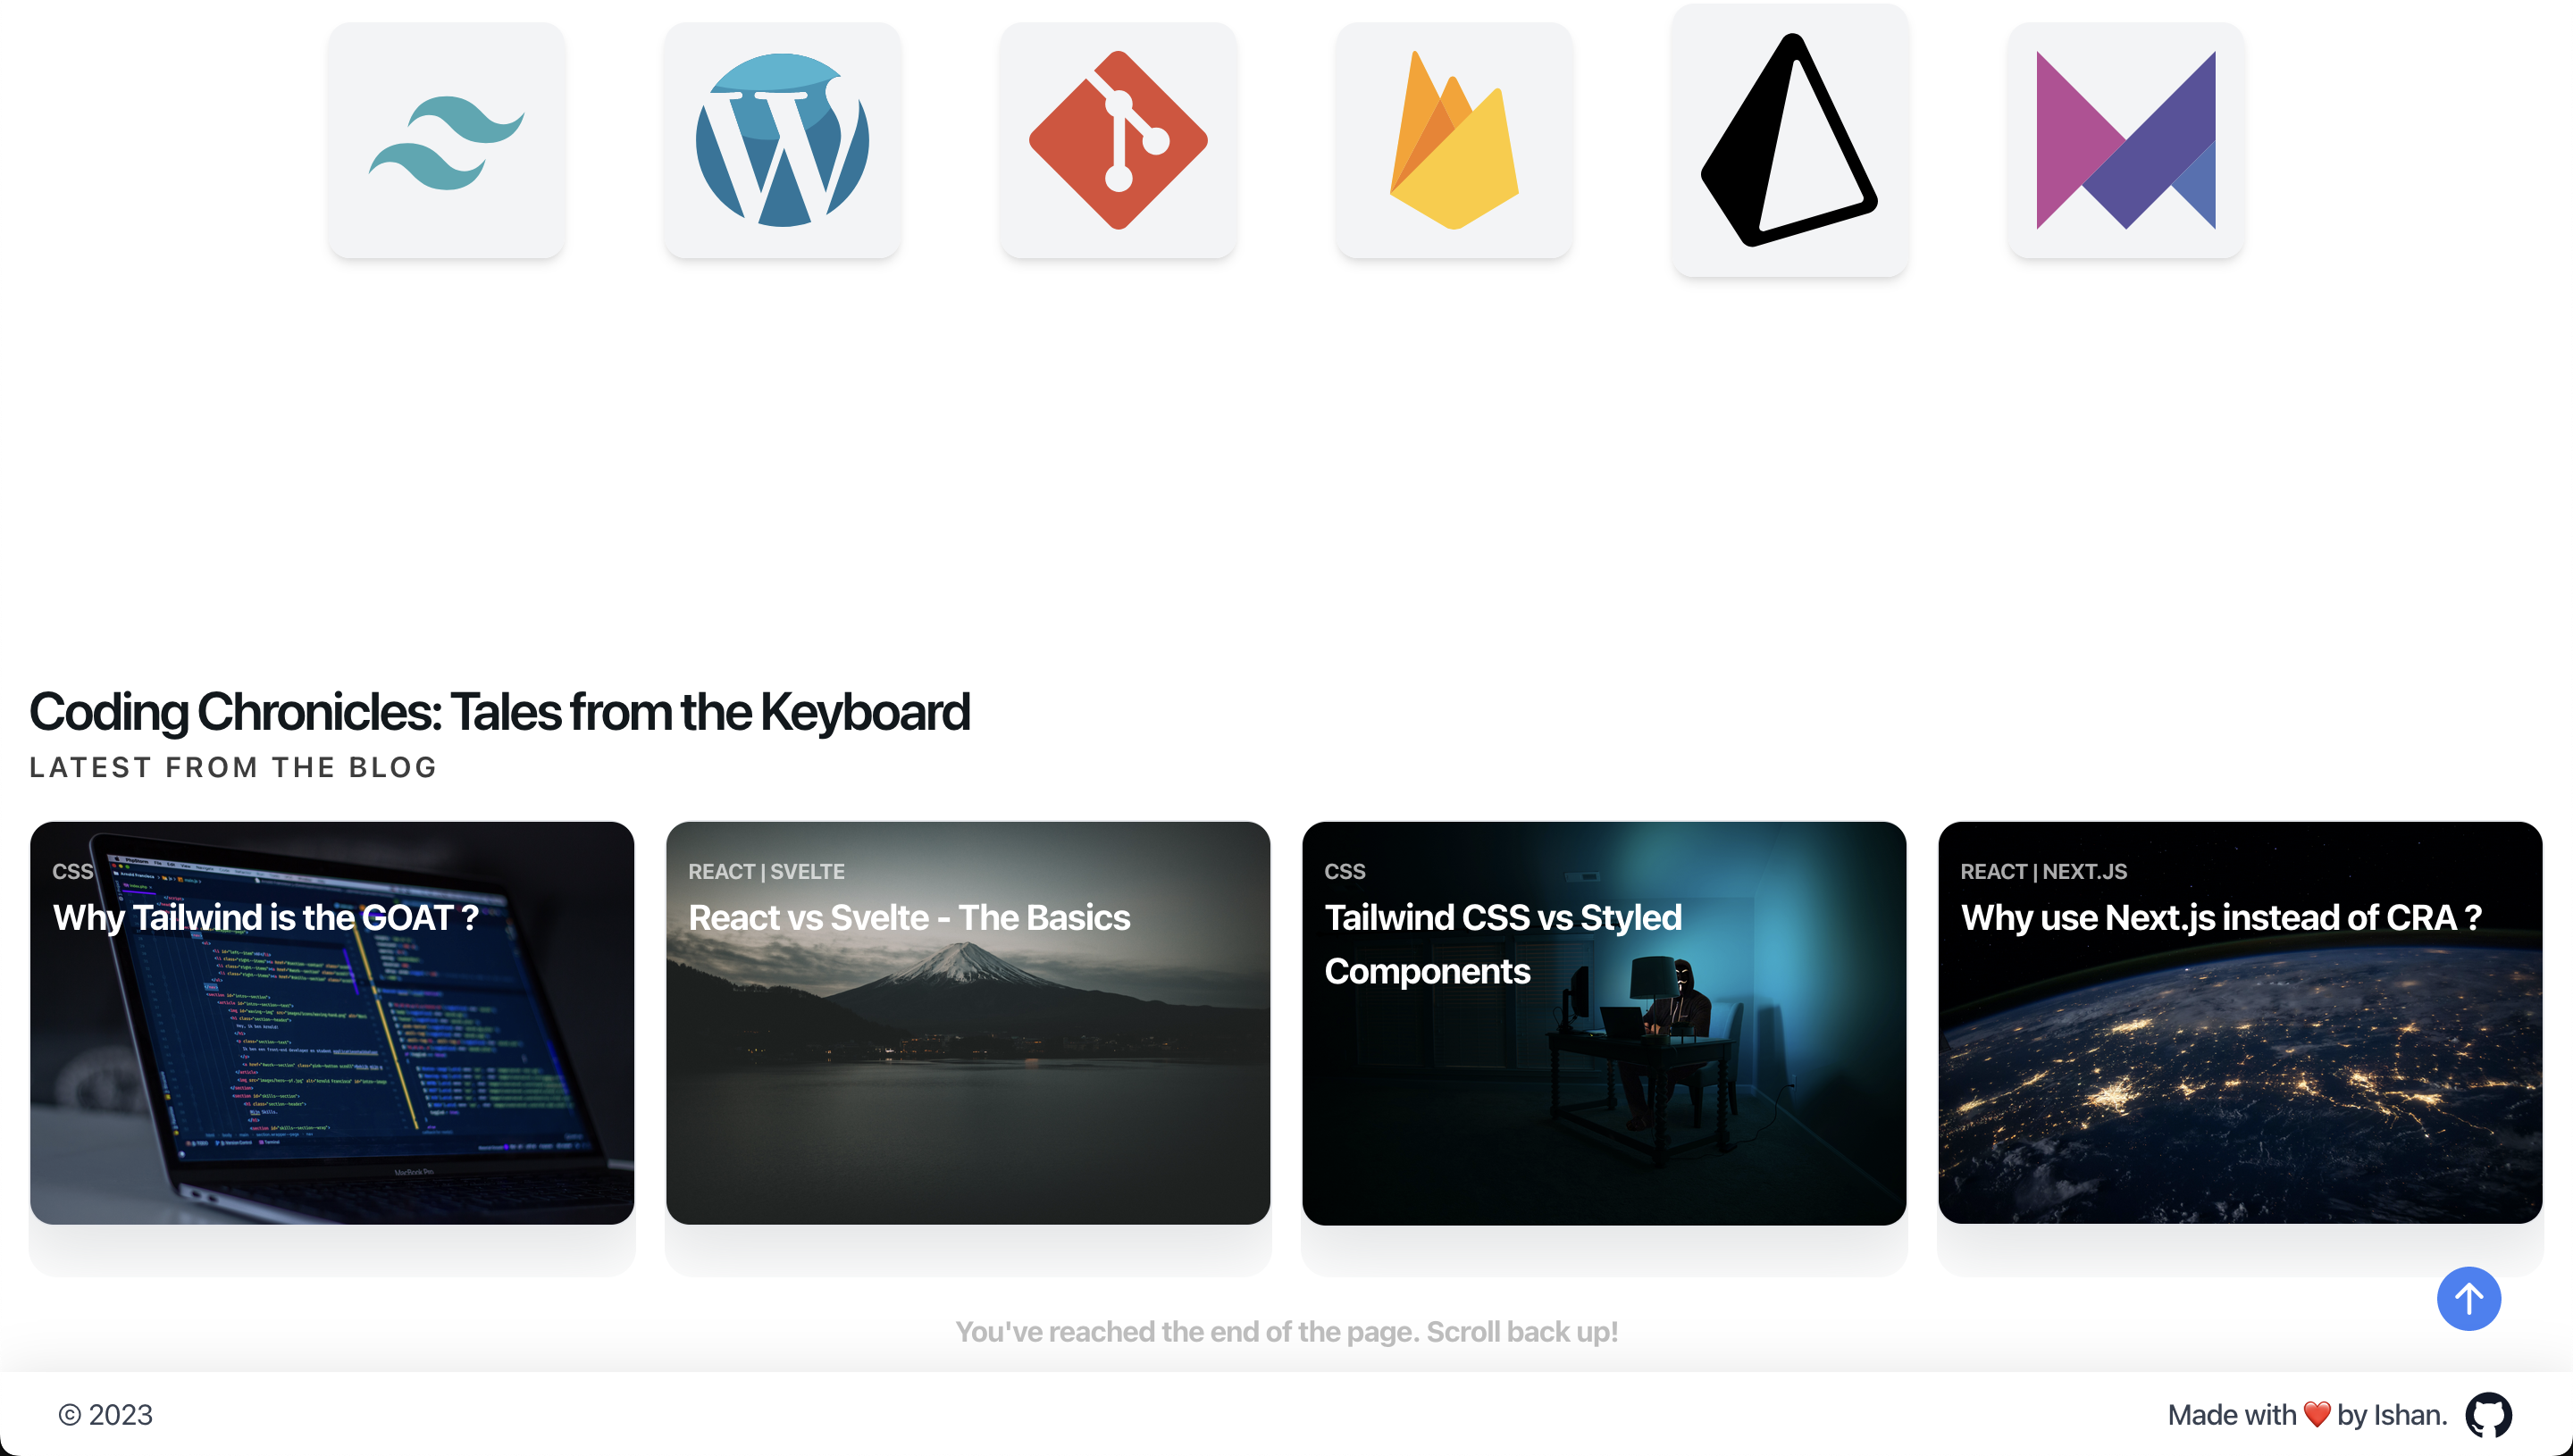 Coding Chronicles: Tales from the Keyboard
LATEST FROM THE BLOG
CSS
Why Tailwind is the GOAT ?
REACT | SVELTE
React vs Svelte - The Basics
CSS
Tailwind CSS vs Styled
Components
REACT | NEXT.JS
Why use Next.js instead of CRA ?
MacBook Pro
You've reached the end of the page. Scroll back up!
© 2023
Made with ❤️ by Ishan.